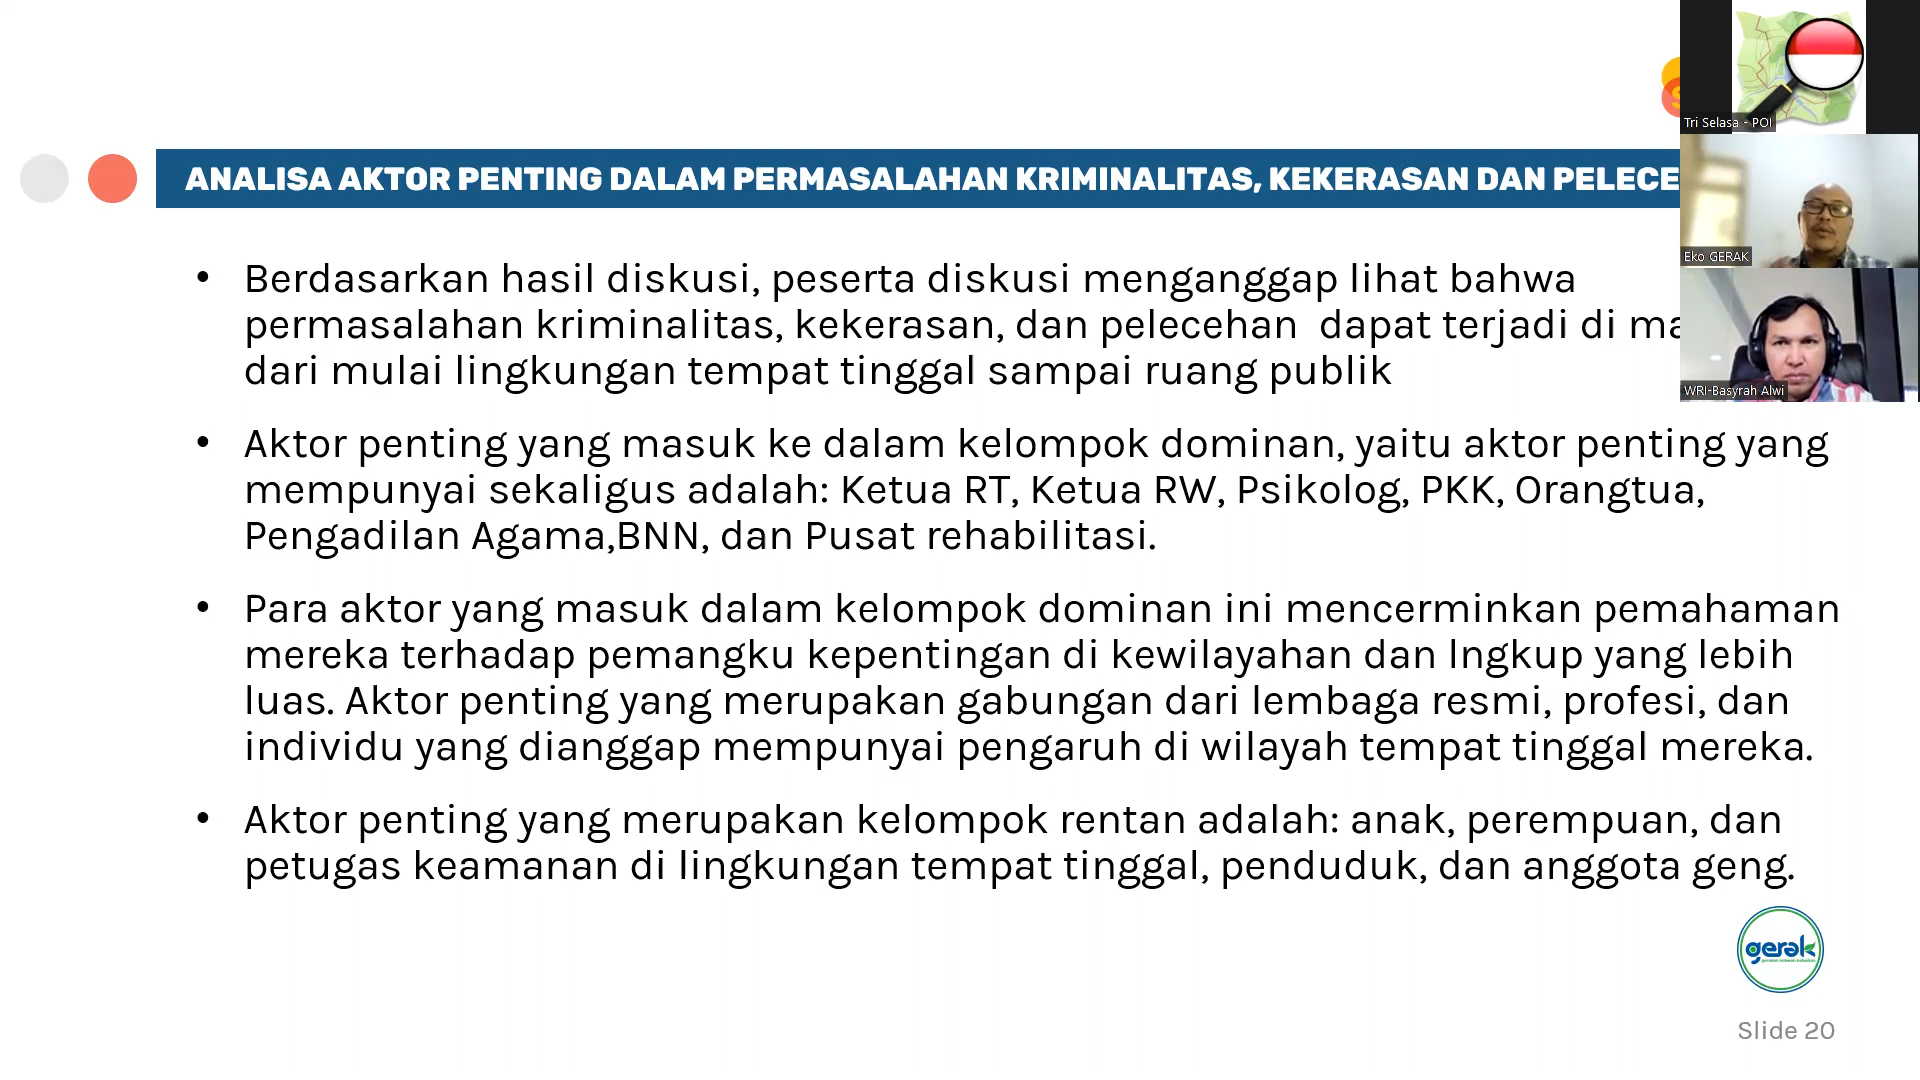 ANALISA AKTOR PENTING DALAM PERMASALAHAN KRIMINALITAS, KEKERASAN DAN PELECE
• Berdasarkan hasil diskusi, peserta diskusi menganggap lihat bahwa
permasalahan kriminalitas, kekerasan, dan pelecehan  dapat terjadi di ma
dari mulai lingkungan tempat tinggal sampai ruang publik
• Aktor penting yang masuk ke dalam kelompok dominan, yaitu aktor penting yang
mempunyai sekaligus adalah: Ketua RT, Ketua RW, Psikolog, PKK, Orangtua,
Pengadilan Agama,BNN, dan Pusat rehabilitasi.
• Para aktor yang masuk dalam kelompok dominan ini mencerminkan pemahaman
mereka terhadap pemangku kepentingan di kewilayahan dan lngkup yang lebih
luas. Aktor penting yang merupakan gabungan dari lembaga resmi, profesi, dan
individu yang dianggap mempunyai pengaruh di wilayah tempat tinggal mereka.
• Aktor penting yang merupakan kelompok rentan adalah: anak, perempuan, dan
petugas keamanan di lingkungan tempat tinggal, penduduk, dan anggota geng.
Tri Selasa - POI
Eko GERAK
WRI-Basyrah Alwi
gerak
Slide 20